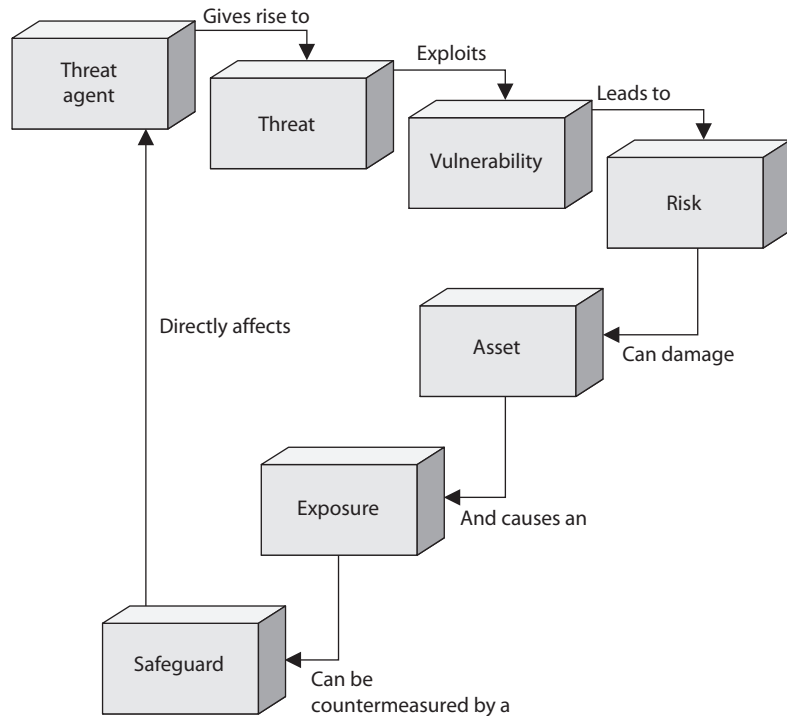 Gives rise to
Threat
agent
Exploits
Threat
Leads to
Vulnerability
Risk
Directly affects
Asset
Can damage
Exposure
And causes an
Safeguard
Can be
countermeasured by a